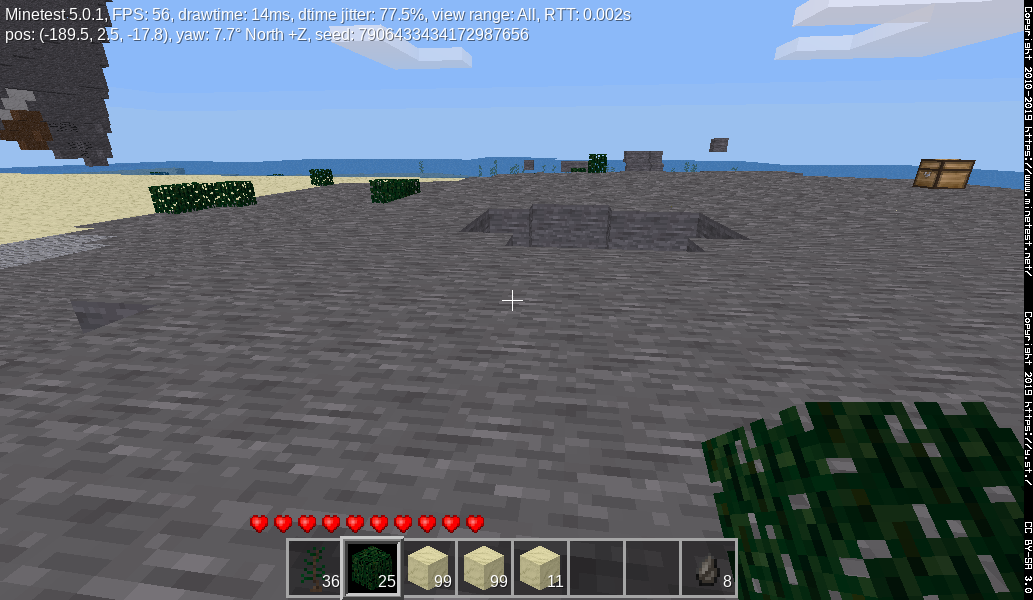 Minetest 5.0.1, FPS: 56, drawtime: 14ms, dtime jitter: 77.5%, view range: All, RTT: 0.002s
pos: (-189.5, 2.5, -17.8), yaw: 7.7° North +Z, seed: 7906433434172987656
36 25 99 99 11 8
Copyright 2010-2019 https://www.minetest.net/ Copyright 2019 https://y.st./ CC BY-SA 3.0